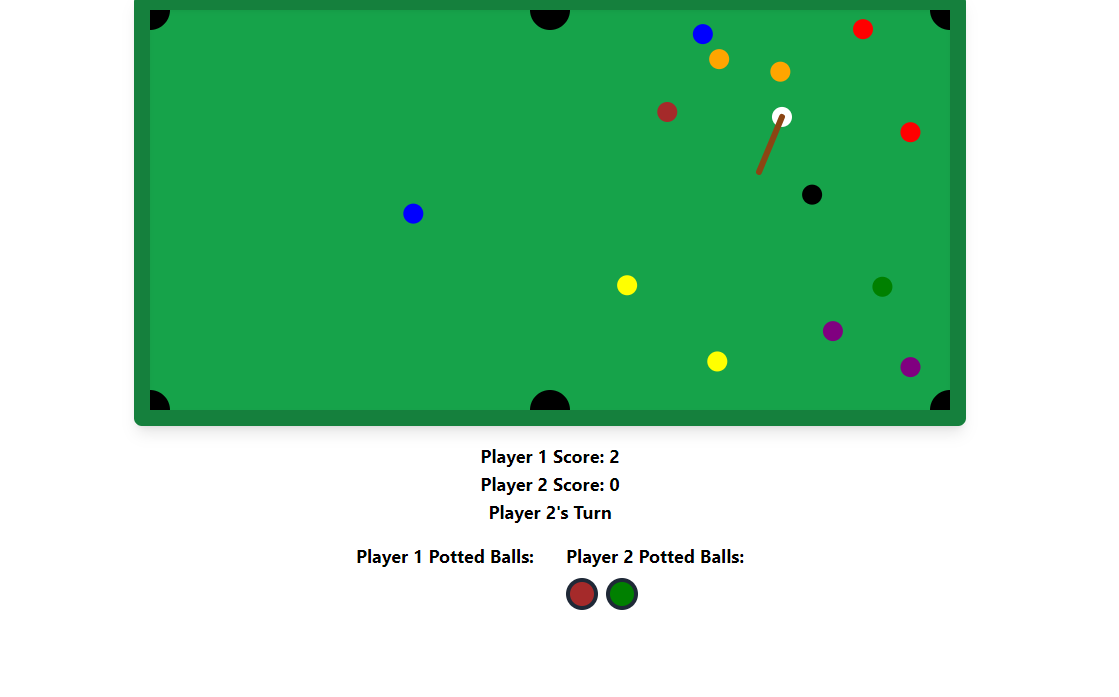 Player 1 Score: 2
Player 2 Score: 0
Player 2's Turn
Player 1 Potted Balls:
Player 2 Potted Balls: